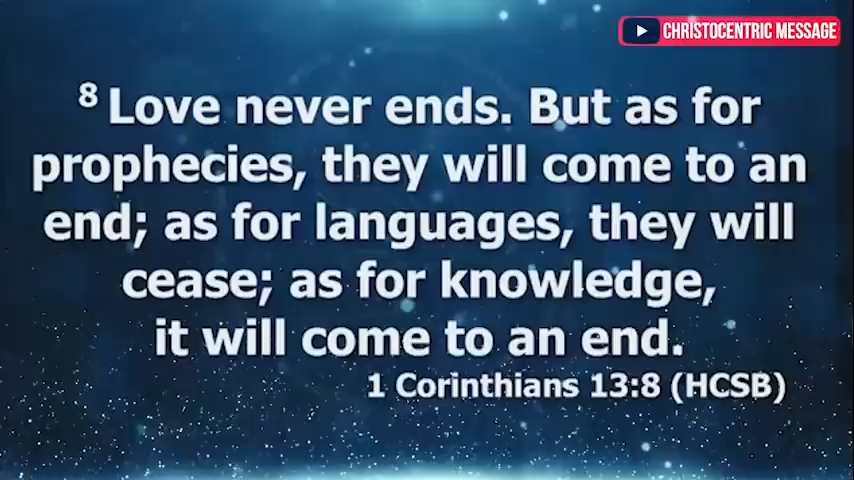 CHRISTOCENTRIC MESSAGE
8 Love never ends. But as for
prophecies, they will come to an
end; as for languages, they will
cease; as for knowledge,
it will come to an end.
1 Corinthians 13:8 (HCSB)